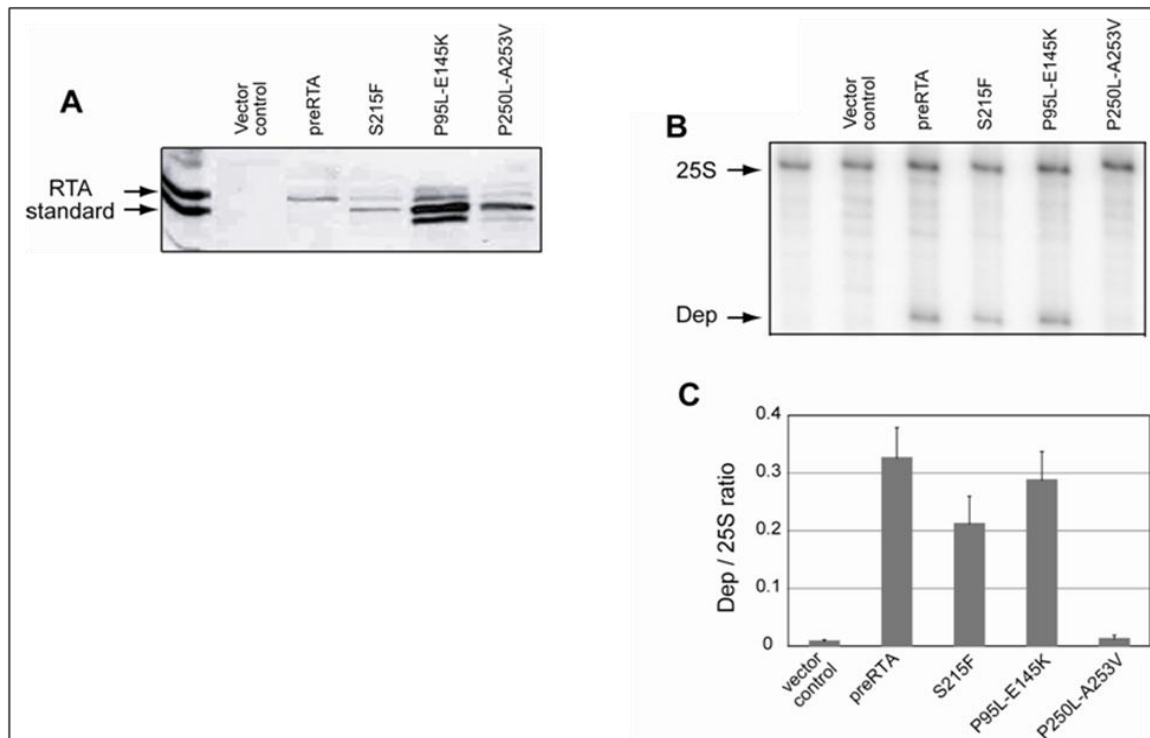 A
Vector
control
preRTA
S215F
P95L-E145K
P250L-A253V
RTA
standard
B
Vector
control
preRTA
S215F
P95L-E145K
P250L-A253V
25S
Dep
C
Dep / 25S ratio
0.4
0.3
0.2
0.1
0
vector
control
preRTA
S215F
P95L-E145K
P250L-A253V